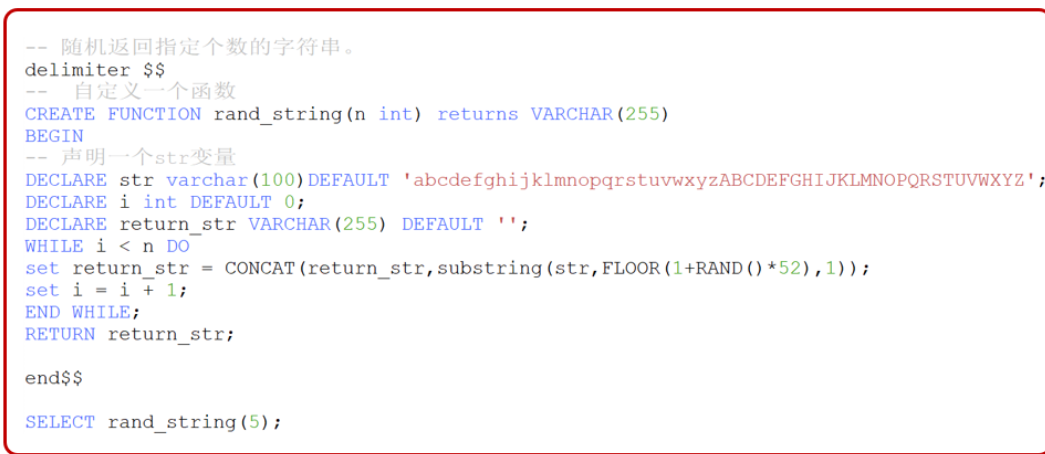 -- 随机返回指定个数的字符串。
delimiter $$
--  自定义一个函数
CREATE FUNCTION rand_string(n int) returns VARCHAR(255)
BEGIN
-- 声明一个str变量
DECLARE str varchar(100)DEFAULT 'abcdefghijklmnopqrstuvwxyzABCDEFGHIJKLMNOPQRSTUVWXYZ';
DECLARE i int DEFAULT 0;
DECLARE return_str VARCHAR(255) DEFAULT '';
WHILE i < n DO
set return_str = CONCAT(return_str,substring(str,FLOOR(1+RAND()*52),1));
set i = i + 1;
END WHILE;
RETURN return_str;
end$$
SELECT rand_string(5);